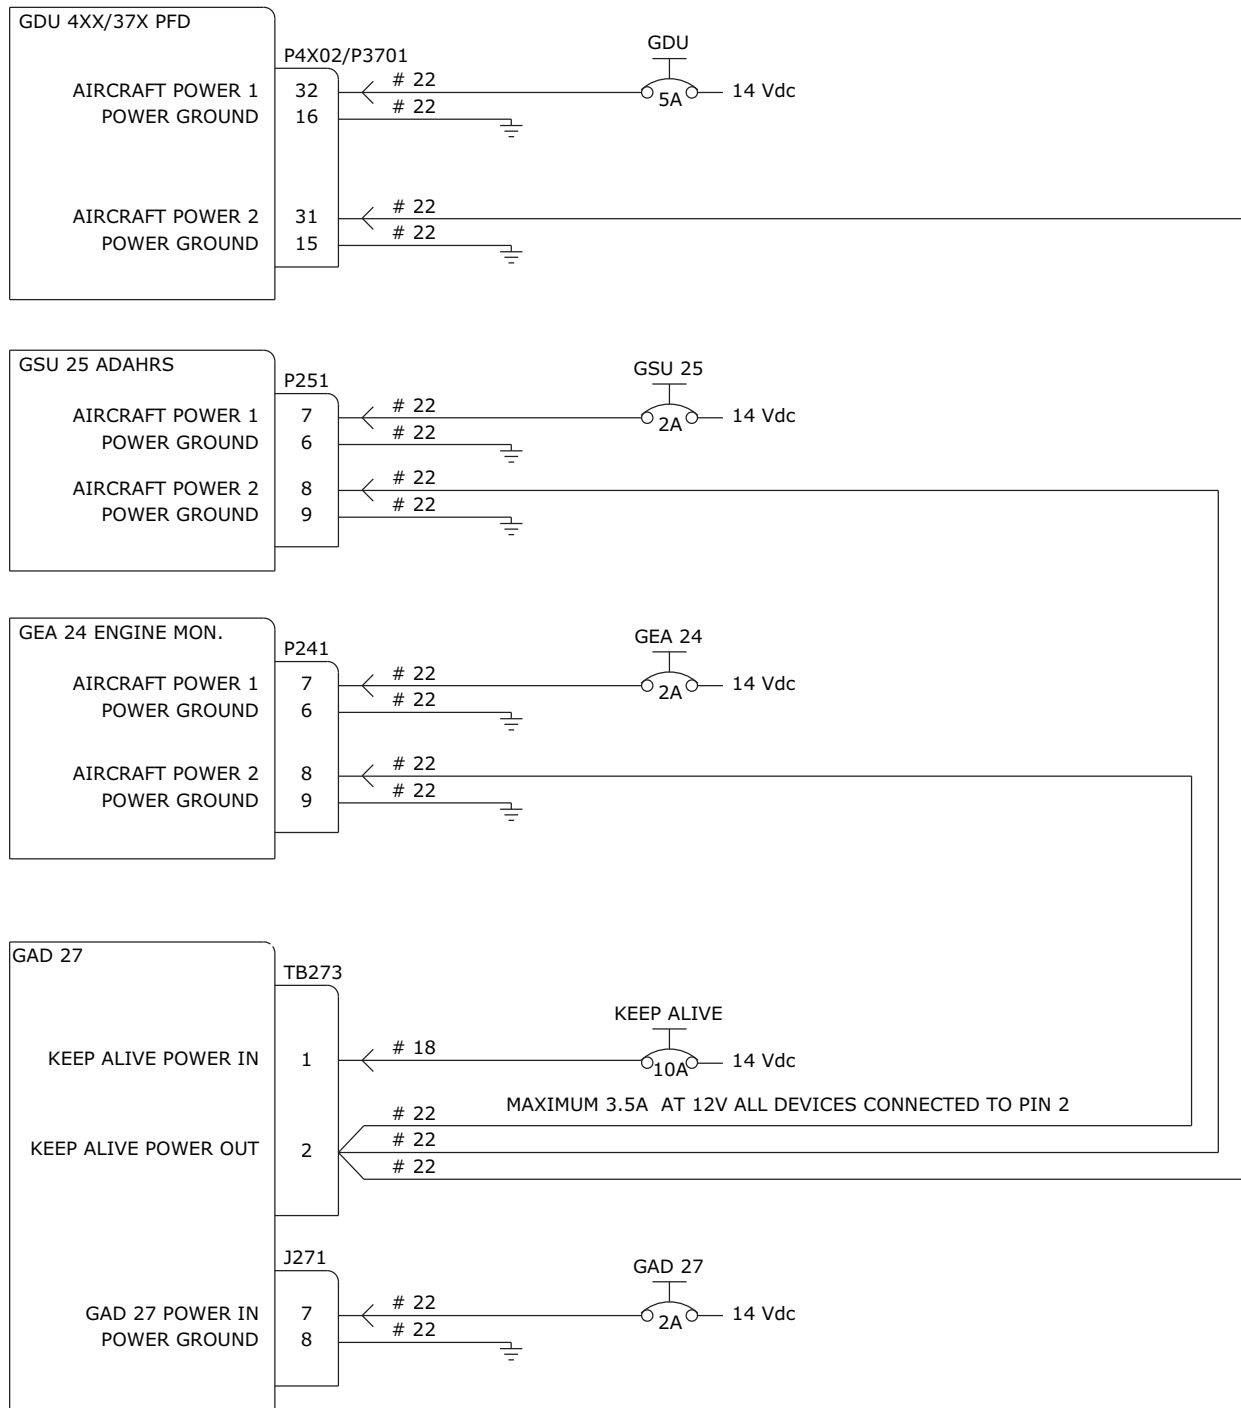 GDU 4XX/37X PFD
P4X02/P3701
GDU
AIRCRAFT POWER 1 32 # 22 5A 14 Vdc
POWER GROUND 16 # 22
AIRCRAFT POWER 2 31 # 22
POWER GROUND 15 # 22
GSU 25 ADAHRS
P251
GSU 25
AIRCRAFT POWER 1 7 # 22 2A 14 Vdc
POWER GROUND 6 # 22
AIRCRAFT POWER 2 8 # 22
POWER GROUND 9 # 22
GEA 24 ENGINE MON.
P241
GEA 24
AIRCRAFT POWER 1 7 # 22 2A 14 Vdc
POWER GROUND 6 # 22
AIRCRAFT POWER 2 8 # 22
POWER GROUND 9 # 22
GAD 27
TB273
KEEP ALIVE
KEEP ALIVE POWER IN 1 # 18 10A 14 Vdc
# 22 MAXIMUM 3.5A AT 12V ALL DEVICES CONNECTED TO PIN 2
KEEP ALIVE POWER OUT 2 # 22
# 22
J271
GAD 27
GAD 27 POWER IN 7 # 22 2A 14 Vdc
POWER GROUND 8 # 22